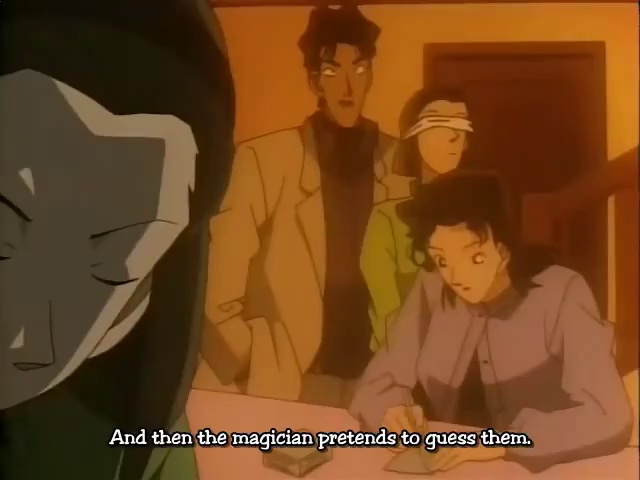 And then the magician pretends to guess them.